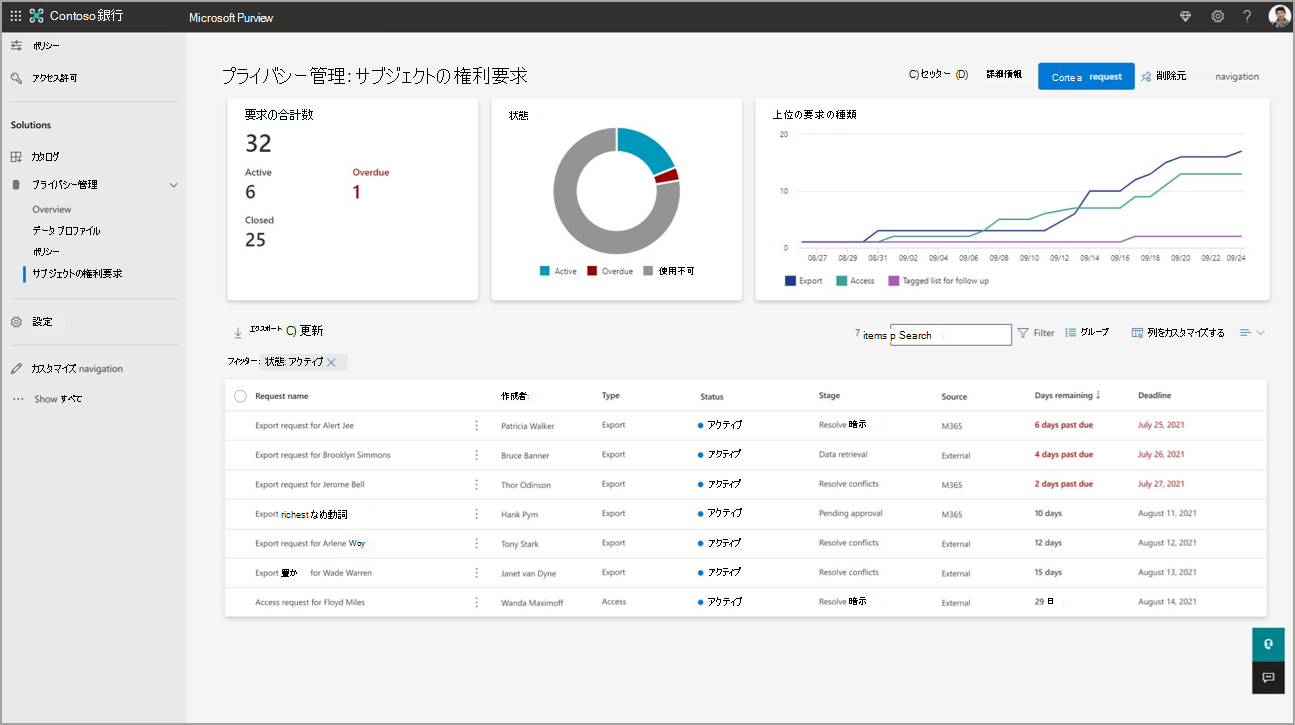 Contoso 銀行
Microsoft Purview
?
ポリシー
アクセス許可
Solutions
カタログ
プライバシー管理
Overview
データ プロファイル
ポリシー
サブジェクトの権利要求
設定
カスタマイズ navigation
Show すべて
プライバシー管理: サブジェクトの権利要求
C)セッター (D)
詳細情報
Cortea request
削除元
navigation
要求の合計数
32
Active
Overdue
6
1
Closed
25
状態
Active
Overdue
使用不可
上位の要求の種類
20
10
0
08/27 08/29 08/31 09/02 09/04 09/06 09/08 09/10 09/12 09/14 09/16 09/18 09/20 09/22 09/24
Export
Access
Tagged list for follow up
エクスポート C) 更新
7 items p Search
Filter
グループ
列をカスタマイズする
フィッター: 状態: アクティブ
Request name 作成者: Type Status Stage Source Days remaining ↓ Deadline
Export request for Alert Jee Patricia Walker Export アクティブ Resolve 暗示 M365 6 days past due July 25, 2021
Export request for Brooklyn Simmons Bruce Banner Export アクティブ Data retrieval External 4 days past due July 26, 2021
Export request for Jerome Bell Thor Odinson Export アクティブ Resolve conflicts M365 2 days past due July 27, 2021
Export richest なめ動詞 Hank Pym Export アクティブ Pending approval M365 10 days August 11, 2021
Export request for Arlene Woy Tony Stark Export アクティブ Resolve conflicts External 12 days August 12, 2021
Export 豊か for Wade Warren Janet van Dyne Export アクティブ Resolve conflicts External 15 days August 13, 2021
Access request for Floyd Miles Wanda Maximoff Access アクティブ Resolve 暗示 External 29 日 August 14, 2021